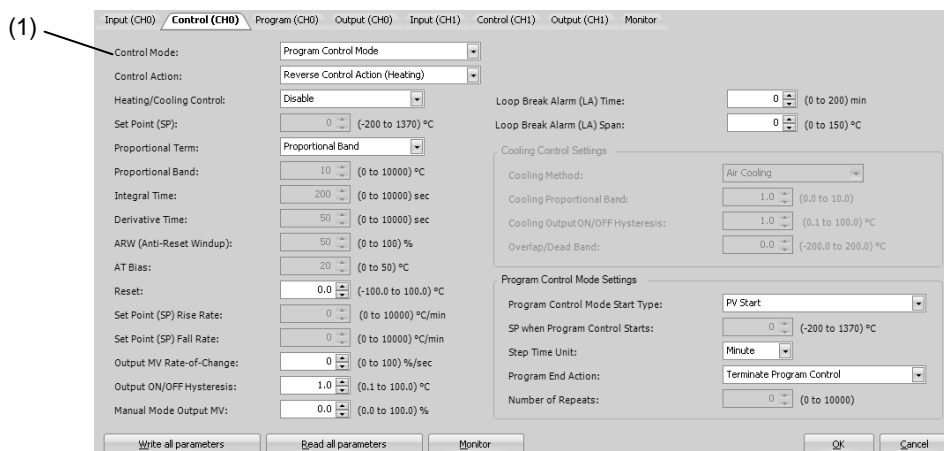 (1)
Input (CH0) Control (CH0) Program (CH0) Output (CH0) Input (CH1) Control (CH1) Output (CH1) Monitor
Control Mode: Program Control Mode
Control Action: Reverse Control Action (Heating)
Heating/Cooling Control: Disable
Set Point (SP): 0 (-200 to 1370) °C
Proportional Term: Proportional Band
Proportional Band: 10 (0 to 10000) °C
Integral Time: 200 (0 to 10000) sec
Derivative Time: 50 (0 to 10000) sec
ARW (Anti-Reset Windup): 50 (0 to 100) %
AT Bias: 20 (0 to 50) °C
Reset: 0.0 (-100.0 to 100.0) °C
Set Point (SP) Rise Rate: 0 (0 to 10000) °C/min
Set Point (SP) Fall Rate: 0 (0 to 10000) °C/min
Output MV Rate-of-Change: 0 (0 to 100) %/sec
Output ON/OFF Hysteresis: 1.0 (0.1 to 100.0) °C
Manual Mode Output MV: 0.0 (0.0 to 100.0) %
Loop Break Alarm (LA) Time: 0 (0 to 200) min
Loop Break Alarm (LA) Span: 0 (0 to 150) °C
Cooling Control Settings
Cooling Method: Air Cooling
Cooling Proportional Band: 1.0 (0.0 to 10.0)
Cooling Output ON/OFF Hysteresis: 1.0 (0.1 to 100.0) °C
Overlap/Dead Band: 0.0 (-200.0 to 200.0) °C
Program Control Mode Settings
Program Control Mode Start Type: PV Start
SP when Program Control Starts: 0 (-200 to 1370) °C
Step Time Unit: Minute
Program End Action: Terminate Program Control
Number of Repeats: 0 (0 to 10000)
Write all parameters Read all parameters Monitor OK Cancel